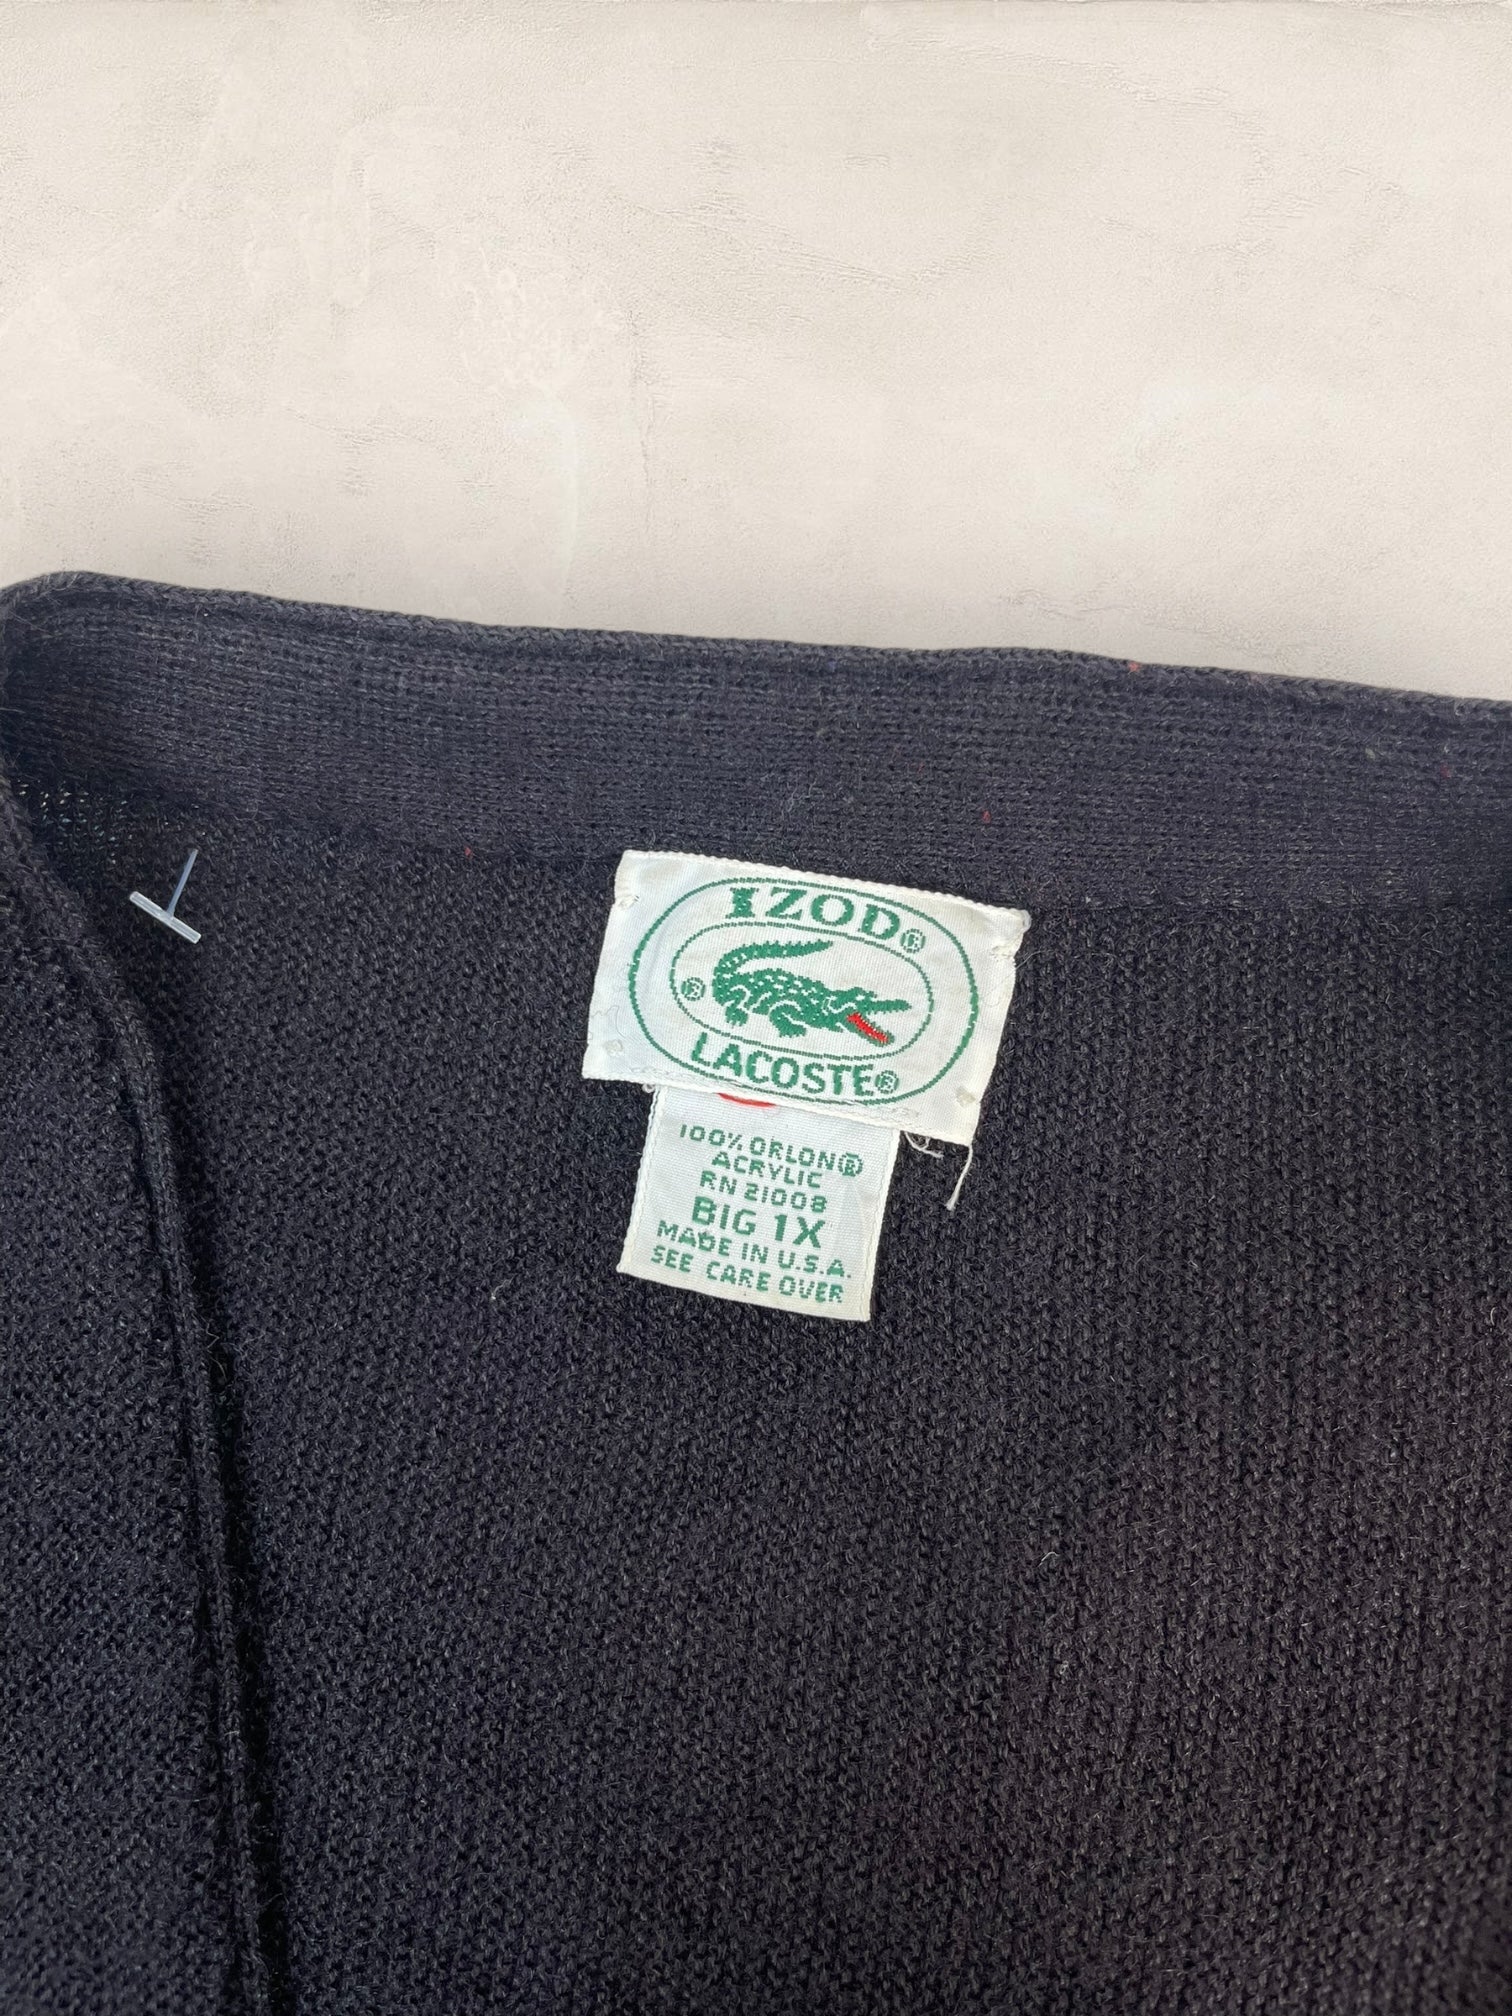 IZOD®
®
LACOSTE®
100% ORLON®
ACRYLIC
RN 21008
BIG 1X
MADE IN U.S.A.
SEE CARE OVER